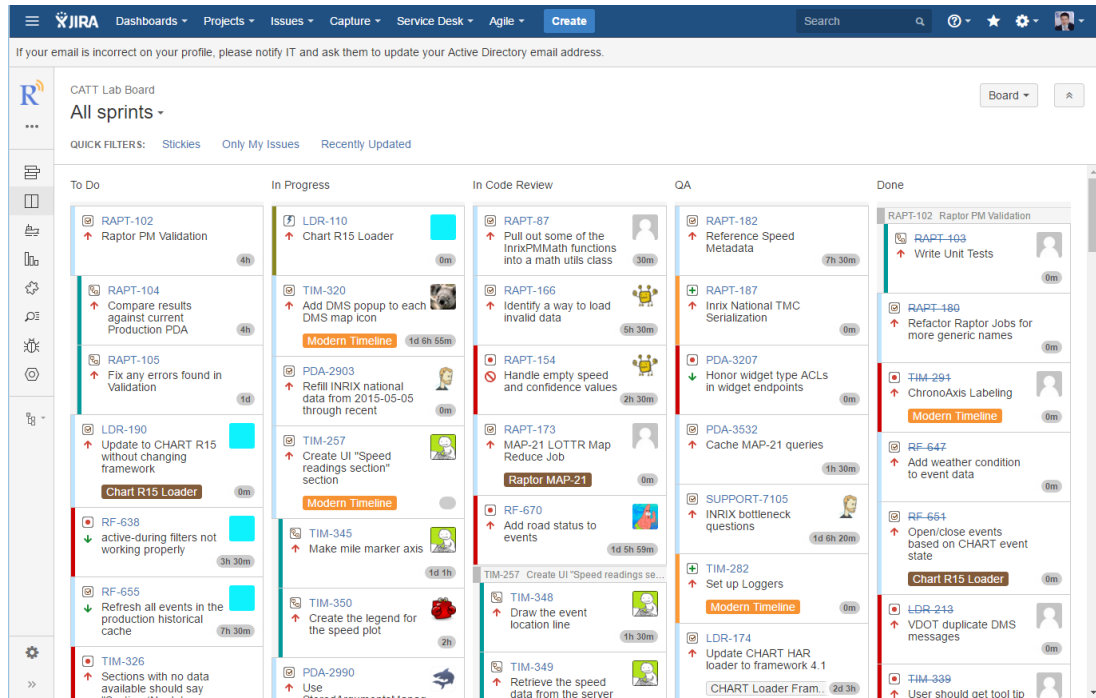 JIRA Dashboards Projects Issues Capture Service Desk Agile Create Search
If your email is incorrect on your profile, please notify IT and ask them to update your Active Directory email address.
R
CATT Lab Board
All sprints
Board
QUICK FILTERS: Stickies Only My Issues Recently Updated
To Do
RAPT-102
Raptor PM Validation
4h
RAPT-104
Compare results
against current
Production PDA
4h
RAPT-105
Fix any errors found in
Validation
1d
LDR-190
Update to CHART R15
without changing
framework
Chart R15 Loader
0m
RF-638
active-during filters not
working properly
3h 30m
RF-655
Refresh all events in the
production historical
cache
7h 30m
TIM-326
Sections with no data
available should say
In Progress
LDR-110
Chart R15 Loader
0m
TIM-320
Add DMS popup to each
DMS map icon
Modern Timeline
1d 6h 55m
PDA-2903
Refill INRIX national
data from 2015-05-05
through recent
0m
TIM-257
Create UI "Speed
readings section"
section
Modern Timeline
TIM-345
Make mile marker axis
1d 1h
TIM-350
Create the legend for
the speed plot
2h
PDA-2990
Use
In Code Review
RAPT-87
Pull out some of the
InrixPMMath functions
into a math utils class
30m
RAPT-166
Identify a way to load
invalid data
5h 30m
RAPT-154
Handle empty speed
and confidence values
2h 30m
RAPT-173
MAP-21 LOTTR Map
Reduce Job
Raptor MAP-21
0m
RF-670
Add road status to
events
1d 5h 59m
TIM-257 Create UI "Speed readings se...
TIM-348
Draw the event
location line
1h 30m
TIM-349
Retrieve the speed
data from the server
QA
RAPT-182
Reference Speed
Metadata
7h 30m
RAPT-187
Inrix National TMC
Serialization
0m
PDA-3207
Honor widget type ACLs
in widget endpoints
0m
PDA-3532
Cache MAP-21 queries
1h 30m
SUPPORT-7105
INRIX bottleneck
questions
1d 6h 20m
TIM-282
Set up Loggers
Modern Timeline
0m
LDR-174
Update CHART HAR
loader to framework 4.1
CHART Loader Fram..
2d 3h
Done
RAPT-102 Raptor PM Validation
RAPT-103
Write Unit Tests
0m
RAPT-180
Refactor Raptor Jobs for
more generic names
0m
TIM-291
ChronoAxis Labeling
Modern Timeline
0m
RF-647
Add weather condition
to event data
0m
RF-651
Open/close events
based on CHART event
state
Chart R15 Loader
0m
LDR-213
VDOT duplicate DMS
messages
0m
TIM-339
User should get tool tip